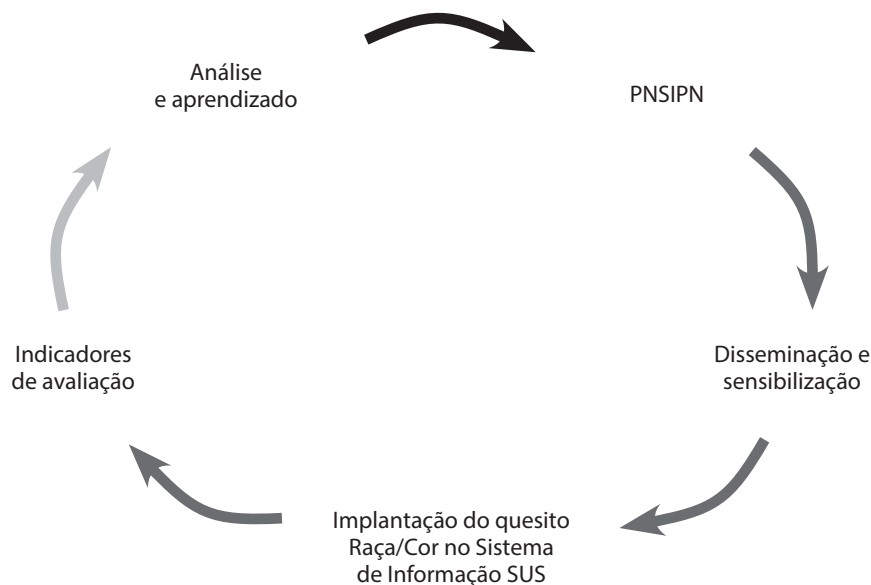 Análise
e aprendizado
PNSIPN
Disseminação e
sensibilização
Implantação do quesito
Raça/Cor no Sistema
de Informação SUS
Indicadores
de avaliação